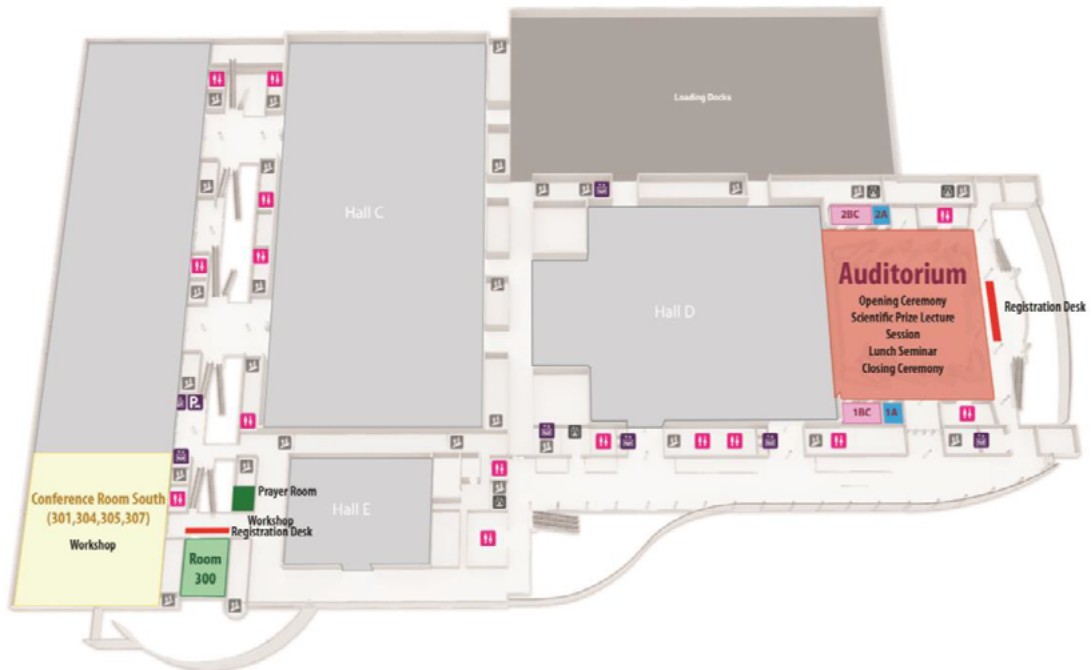 Loading Docks
Hall C
2BC
2A
Hall D
Auditorium
Opening Ceremony
Scientific Prize Lecture
Session
Lunch Seminar
Closing Ceremony
Registration Desk
1BC
1A
P
Conference Room South
(301,304,305,307)
Workshop
Prayer Room
Workshop
Registration Desk
Hall E
Room
300